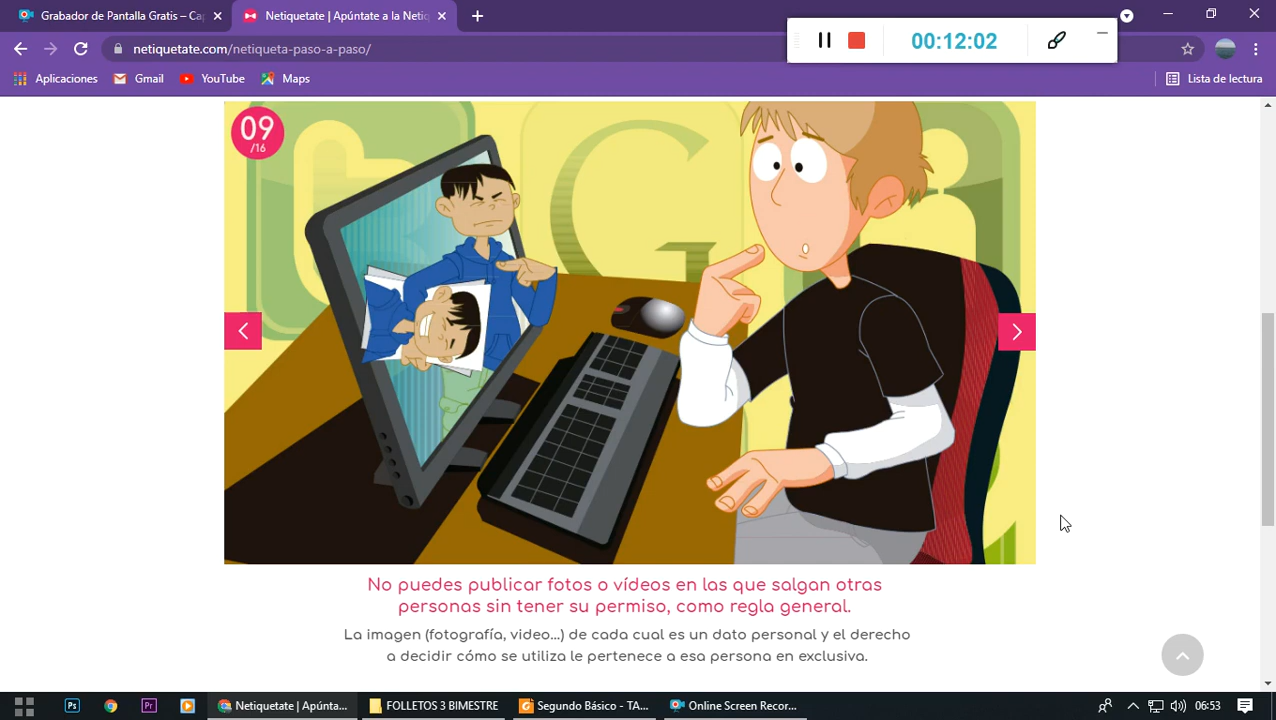 Grabador de Pantalla Gratis – Ca
Netiquetate | Apúntate a la Netiq
netiquetate.com/netiqueta-paso-a-paso/
00:12:02
Aplicaciones
Gmail
YouTube
Maps
Lista de lectura
09
/16
G
No puedes publicar fotos o vídeos en las que salgan otras
personas sin tener su permiso, como regla general.
La imagen (fotografía, video...) de cada cual es un dato personal y el derecho
a decidir cómo se utiliza le pertenece a esa persona en exclusiva.
Ps
Pr
Netiquetate | Apúnta...
FOLLETOS 3 BIMESTRE
Segundo Básico - TA...
Online Screen Recor...
06:53